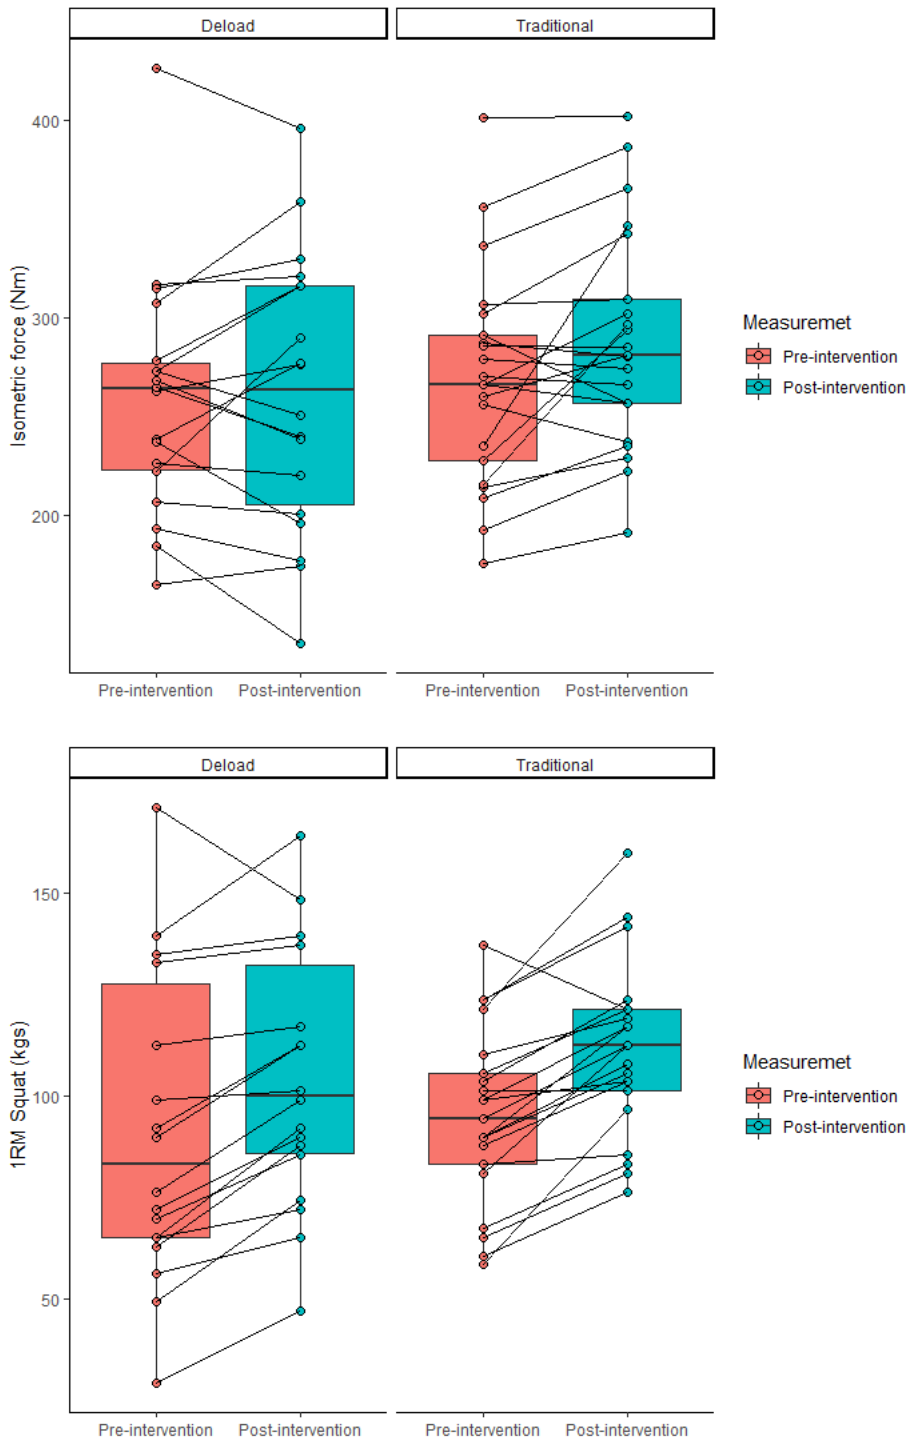 Deload
Traditional
400
300
200
Isometric force (Nm)
Pre-intervention
Post-intervention
Pre-intervention
Post-intervention
Measuremet
Pre-intervention
Post-intervention
Deload
Traditional
150
100
50
1RM Squat (kgs)
Pre-intervention
Post-intervention
Pre-intervention
Post-intervention
Measuremet
Pre-intervention
Post-intervention